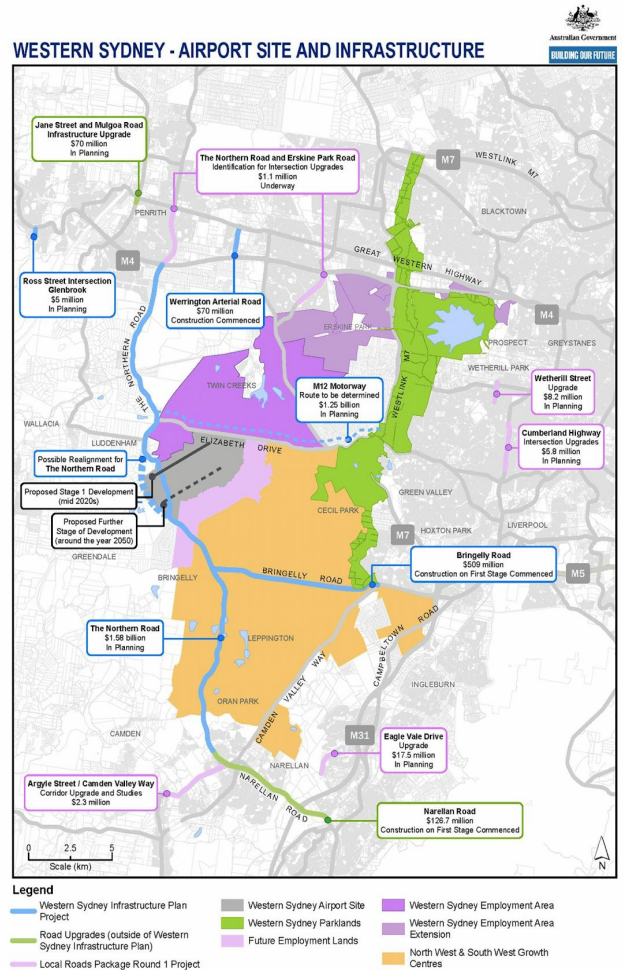 Australian Government
BUILDING OUR FUTURE
WESTERN SYDNEY - AIRPORT SITE AND INFRASTRUCTURE
Jane Street and Mulgoa Road
Infrastructure Upgrade
$70 million
In Planning
The Northern Road and Erskine Park Road
Identification for Intersection Upgrades
$1.1 million
Underway
M7
WESTLINK M7
PENRITH
BLACKTOWN
M4
GREAT WESTERN HIGHWAY
Ross Street Intersection
Glenbrook
$5 million
In Planning
Werrington Arterial Road
$70 million
Construction Commenced
M4
THE NORTHERN ROAD
ERSKINE PARK
PROSPECT
GREYSTANES
WESTLINK M7
WETHERILL PARK
TWIN CREEKS
M12 Motorway
Route to be determined
$1.25 billion
In Planning
Wetherill Street
Upgrade
$8.2 million
In Planning
WALLACIA
LUDDENHAM
ELIZABETH DRIVE
Cumberland Highway
Intersection Upgrades
$5.8 million
In Planning
Possible Realignment for
The Northern Road
Proposed Stage 1 Development
(mid 2020s)
Proposed Further
Stage of Development
(around the year 2050)
GREEN VALLEY
CECIL PARK
LIVERPOOL
HOXTON PARK
M7
GREENDALE
Bringelly Road
$509 million
Construction on First Stage Commenced
M5
BRINGELLY
BRINGELLY ROAD
The Northern Road
$1.58 billion
In Planning
LEPPINGTON
CAMPBELTOWN ROAD
CAMDEN VALLEY WAY
INGLEBURN
ORAN PARK
CAMDEN
M31
Eagle Vale Drive
Upgrade
$17.5 million
In Planning
NARELLAN
Argyle Street / Camden Valley Way
Corridor Upgrade and Studies
$2.3 million
NARELLAN ROAD
Narellan Road
$126.7 million
Construction on First Stage Commenced
0 2.5 5
Scale (km)
N
Legend
Western Sydney Infrastructure Plan
Project
Road Upgrades (outside of Western
Sydney Infrastructure Plan)
Local Roads Package Round 1 Project
Western Sydney Airport Site
Western Sydney Parklands
Future Employment Lands
Western Sydney Employment Area
Western Sydney Employment Area
Extension
North West & South West Growth
Centres